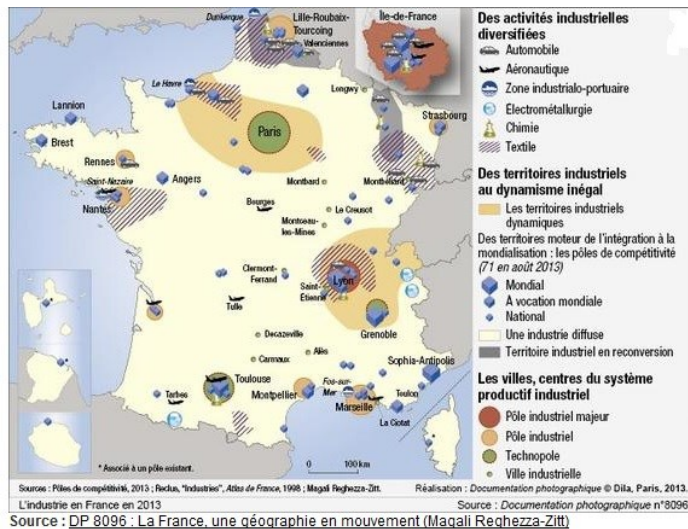 Dunkerque
Lille-Roubaix-
Tourcoing
Valenciennes
Île-de-France
Le Havre
Longwy
Lannion
Brest
Paris
Strasbourg
Rennes
Saint-Nazaire
Nantes
Angers
Montbard
Montbéliard
Bourges
Le Creusot
Montceau-
les-Mines
Clermont-
Ferrand
Saint-
Étienne
Lyon
Tulle
Grenoble
Decazeville
Carmaux
Alès
Sophia-Antipolis
Toulouse
Tarbes
Montpellier
Fos-sur-
Mer
Marseille
Toulon
La Ciotat
* Associé à un pôle existant.
0 100 km
Des activités industrielles
diversifiées
Automobile
Aéronautique
Zone industrialo-portuaire
Électrométallurgie
Chimie
Textile
Des territoires industriels
au dynamisme inégal
Les territoires industriels
dynamiques
Des territoires moteur de l'intégration à la
mondialisation : les pôles de compétitivité
(71 en août 2013)
Mondial
A vocation mondiale
National
Une industrie diffuse
Territoire industriel en reconversion
Les villes, centres du système
productif industriel
Pôle industriel majeur
Pôle industriel
Technopole
Ville industrielle
Sources : Pôles de compétitivité, 2013 ; Reclus, "Industries", Atlas de France, 1998 ; Magali Reghezza-Zitt.
Réalisation : Documentation photographique © Dila, Paris, 2013.
L'industrie en France en 2013
Source : Documentation photographique n°8096
Source : DP 8096 : La France, une géographie en mouvement (Magali Reghezza-Zitt)